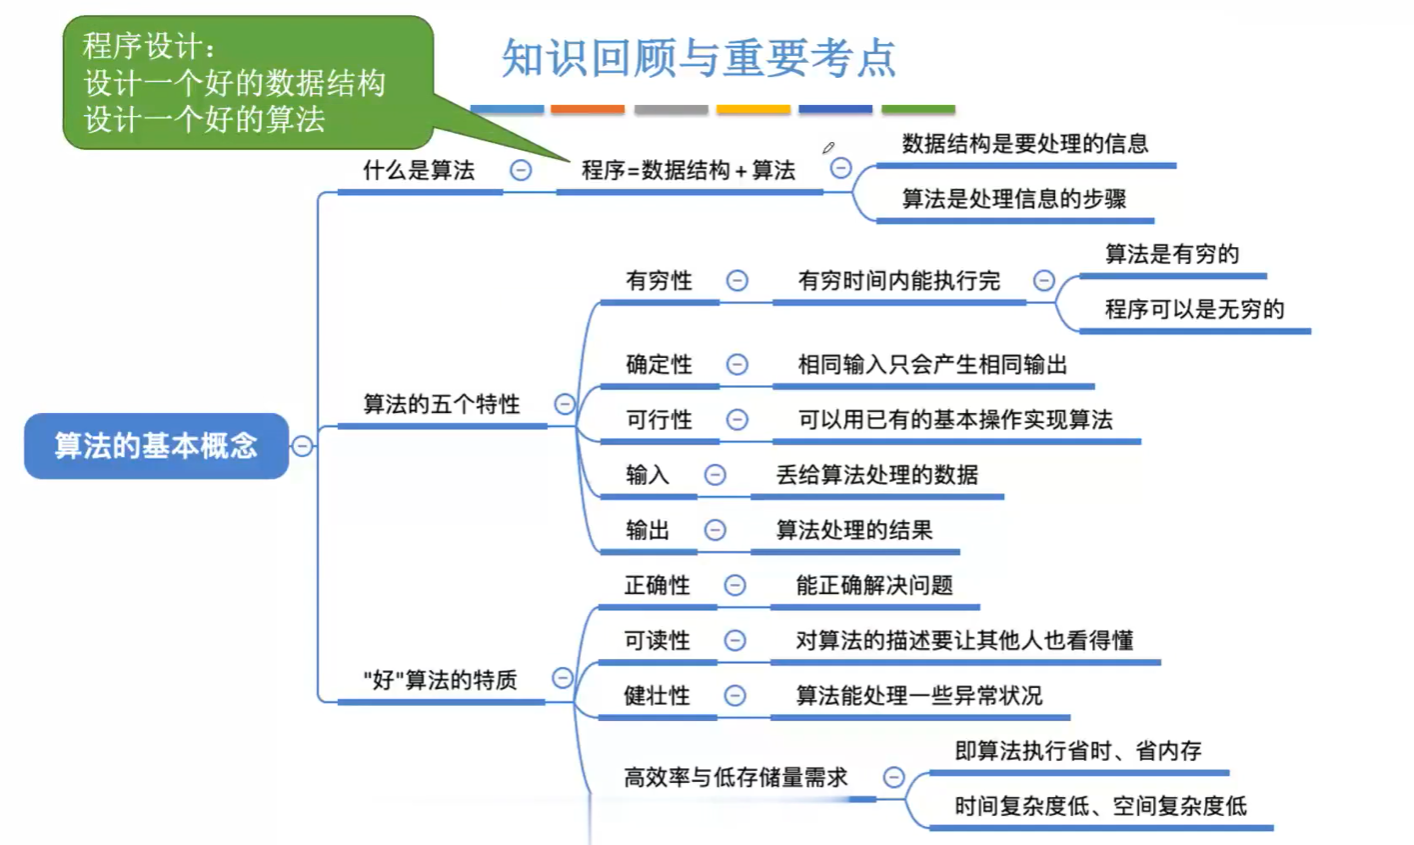 程序设计：
设计一个好的数据结构
设计一个好的算法
知识回顾与重要考点
算法的基本概念
什么是算法
程序=数据结构+算法
数据结构是要处理的信息
算法是处理信息的步骤
算法的五个特性
有穷性
有穷时间内能执行完
算法是有穷的
程序可以是无穷的
确定性
相同输入只会产生相同输出
可行性
可以用已有的基本操作实现算法
输入
丢给算法处理的数据
输出
算法处理的结果
"好"算法的特质
正确性
能正确解决问题
可读性
对算法的描述要让其他人也看得懂
健壮性
算法能处理一些异常状况
高效率与低存储量需求
即算法执行省时、省内存
时间复杂度低、空间复杂度低